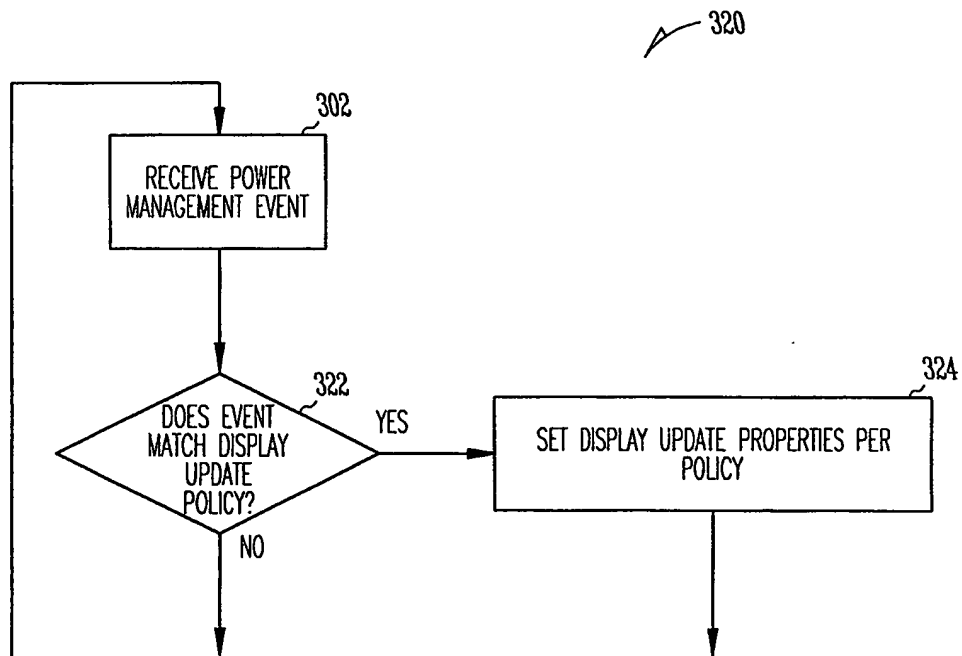 320
302
RECEIVE POWER
MANAGEMENT EVENT
322
DOES EVENT
MATCH DISPLAY
UPDATE
POLICY?
YES
NO
324
SET DISPLAY UPDATE PROPERTIES PER
POLICY